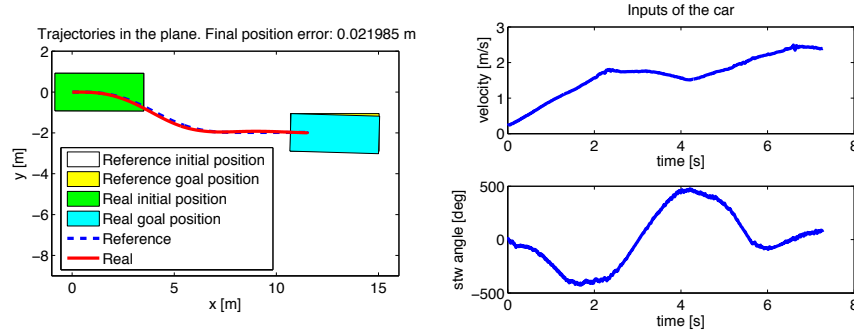 Trajectories in the plane. Final position error: 0.021985 m
2
0
−2
−4
−6
−8
y [m]
Reference initial position
Reference goal position
Real initial position
Real goal position
Reference
Real
0 5 10 15
x [m]
Inputs of the car
3
2
1
0
velocity [m/s]
0 2 4 6 8
time [s]
500
0
−500
stw angle [deg]
0 2 4 6 8
time [s]